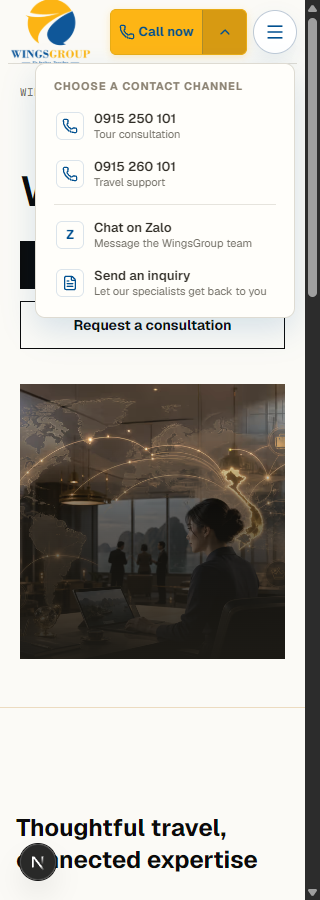 WINGSGROUP
Call now
WI
CHOOSE A CONTACT CHANNEL
0915 250 101
Tour consultation
0915 260 101
Travel support
Z
Chat on Zalo
Message the WingsGroup team
Send an inquiry
Let our specialists get back to you
W
Request a consultation
Thoughtful travel,
nnected expertise
N